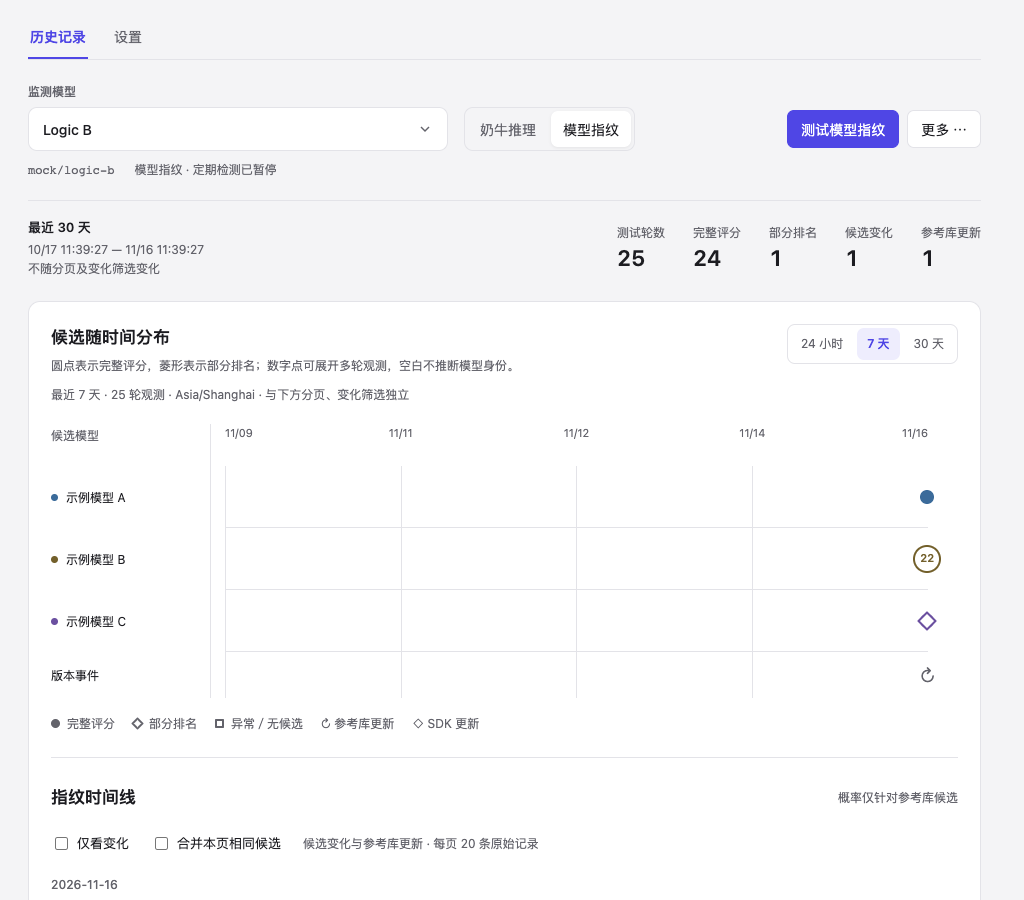 历史记录 设置
监测模型
Logic B 奶牛推理 模型指纹 测试模型指纹 更多 ···
mock/logic-b 模型指纹 · 定期检测已暂停
最近 30 天
10/17 11:39:27 — 11/16 11:39:27
不随分页及变化筛选变化
测试轮数 完整评分 部分排名 候选变化 参考库更新
25 24 1 1 1
候选随时间分布
24 小时 7 天 30 天
圆点表示完整评分，菱形表示部分排名；数字点可展开多轮观测，空白不推断模型身份。
最近 7 天 · 25 轮观测 · Asia/Shanghai · 与下方分页、变化筛选独立
候选模型 11/09 11/11 11/12 11/14 11/16
示例模型 A
示例模型 B 22
示例模型 C
版本事件
完整评分 部分排名 异常 / 无候选 参考库更新 SDK 更新
指纹时间线 概率仅针对参考库候选
仅看变化 合并本页相同候选 候选变化与参考库更新 · 每页 20 条原始记录
2026-11-16